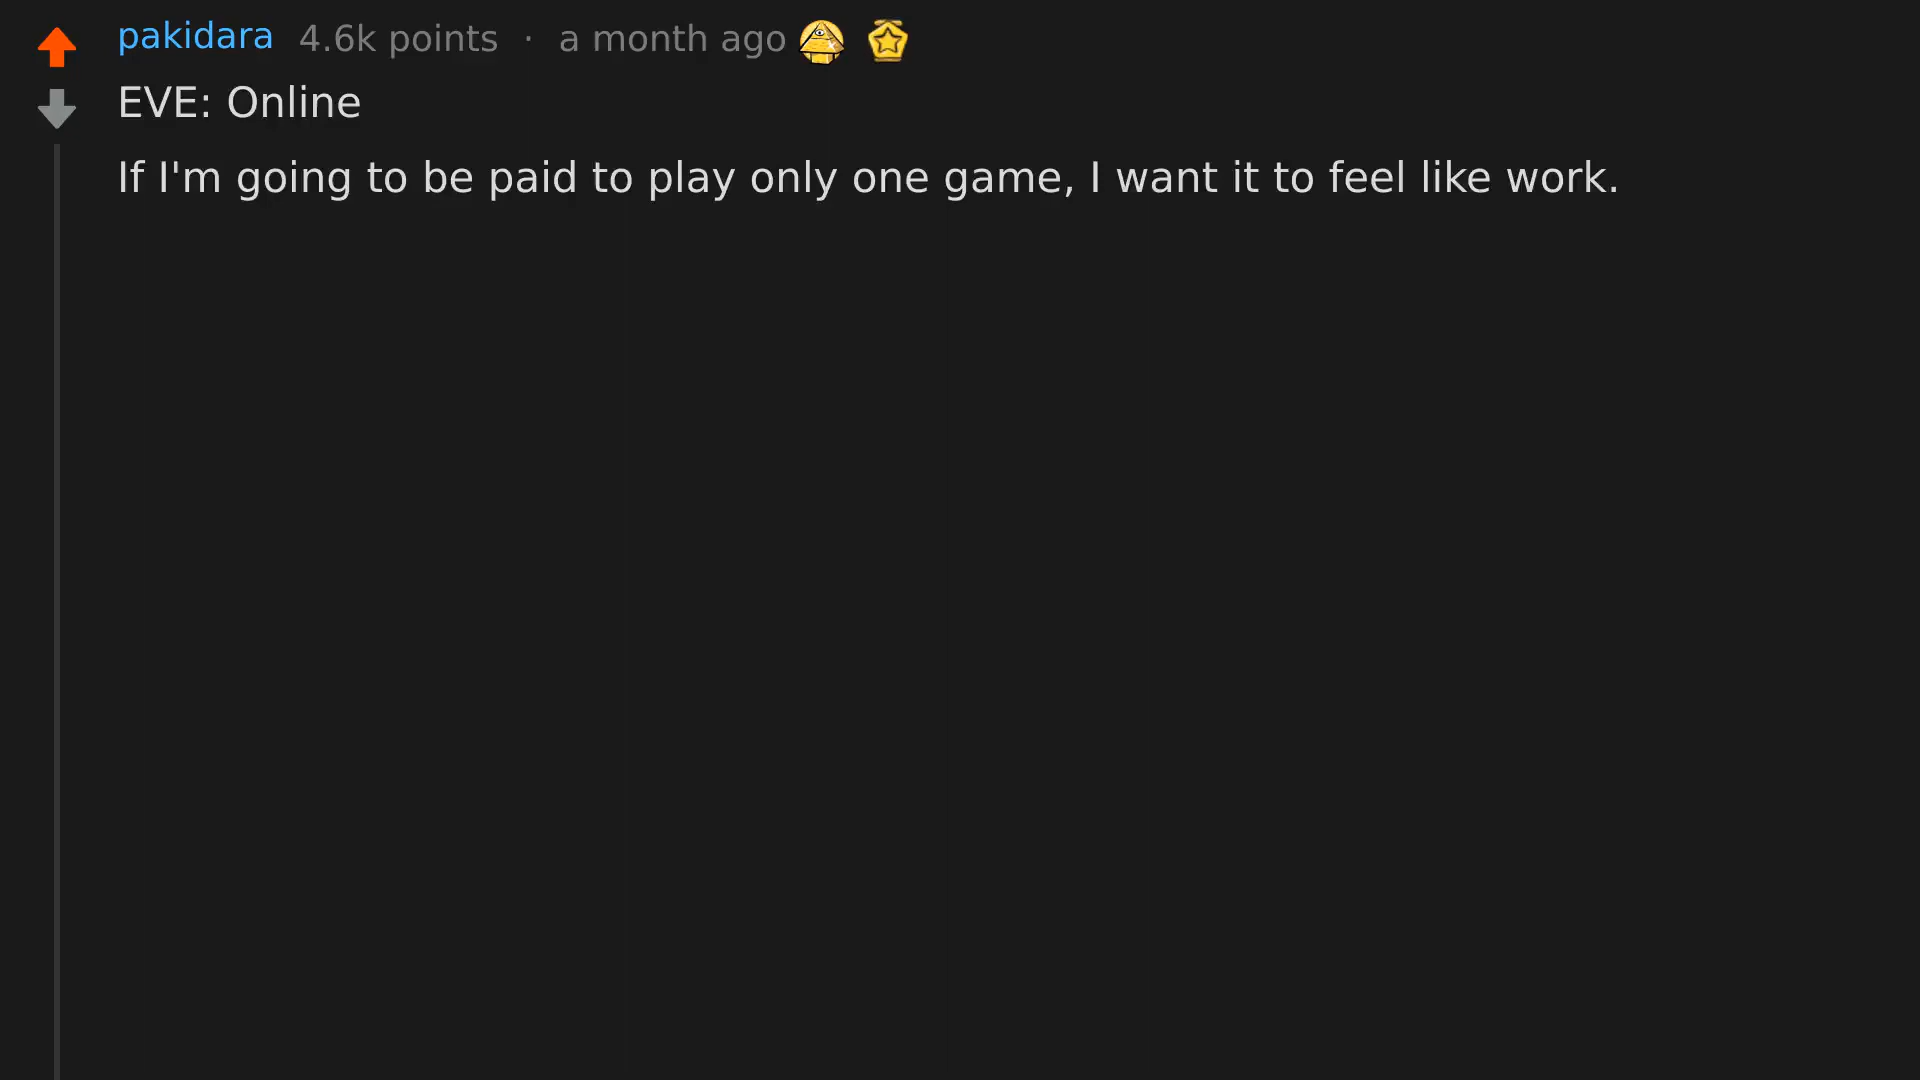 pakidara 4.6k points · a month ago
EVE: Online
If I'm going to be paid to play only one game, I want it to feel like work.